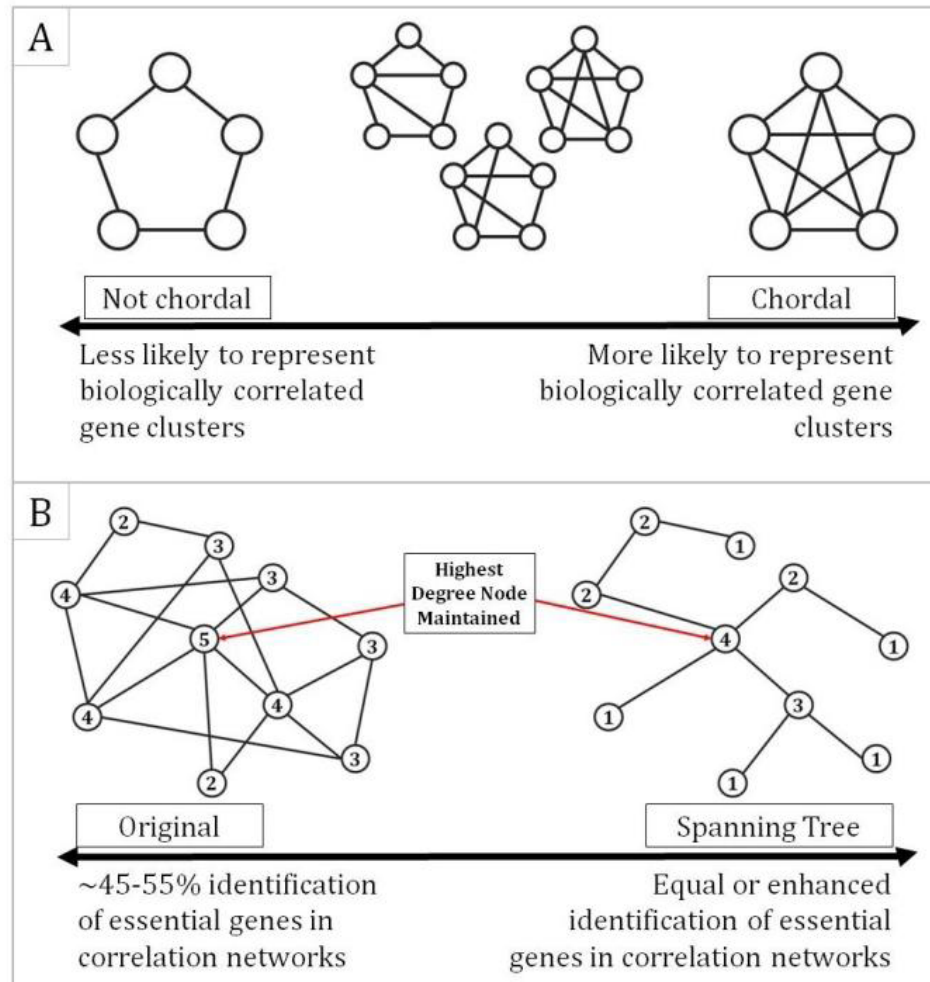 A
Not chordal
Chordal
Less likely to represent
biologically correlated
gene clusters
More likely to represent
biologically correlated gene
clusters
B
2
3
4
3
5
3
4
4
3
2
Highest
Degree Node
Maintained
2
1
2
2
4
1
1
3
1
1
Original
Spanning Tree
~45-55% identification
of essential genes in
correlation networks
Equal or enhanced
identification of essential
genes in correlation networks